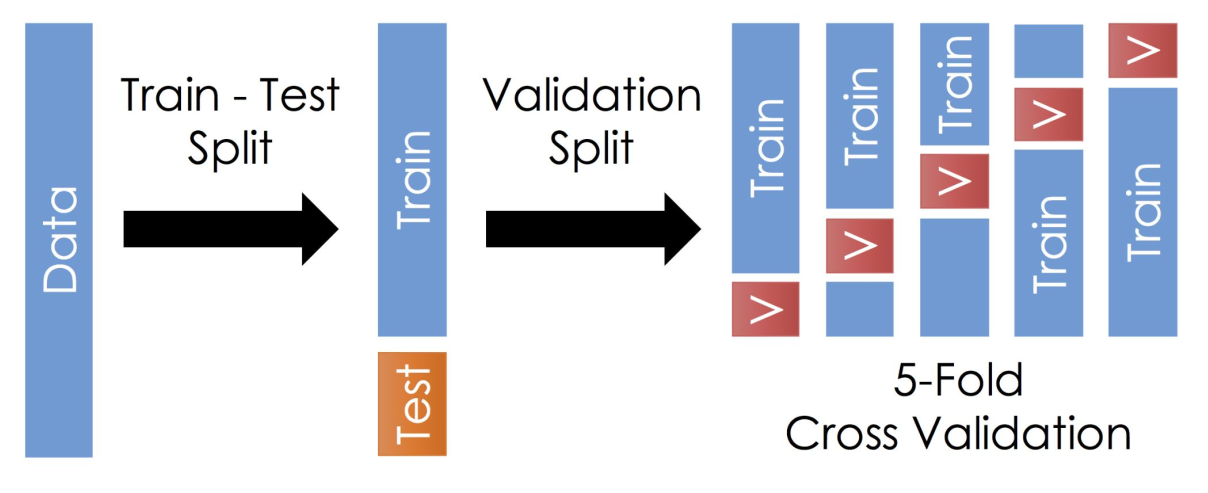 Data
Train - Test
Split
Train
Test
Validation
Split
Train
V
Train
V
Train
V
V
Train
V
Train
5-Fold
Cross Validation